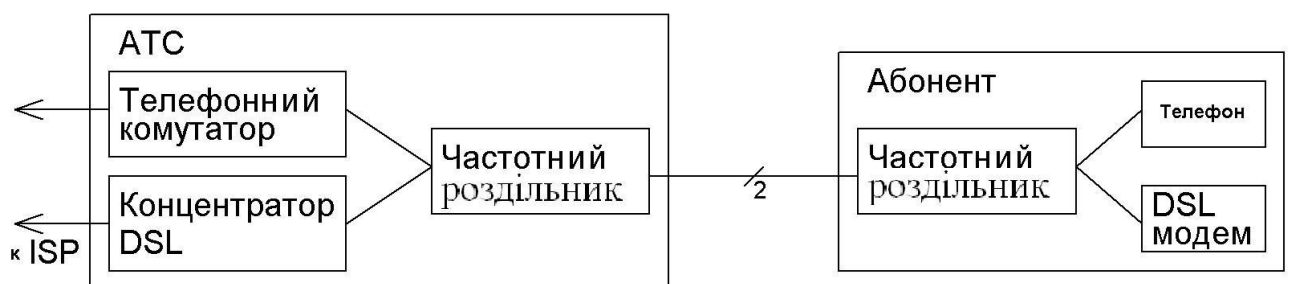 АТС
Телефонний
комутатор
Концентратор
DSL
к ISP
Частотний
роздільник
2
Абонент
Частотний
роздільник
Телефон
DSL
модем